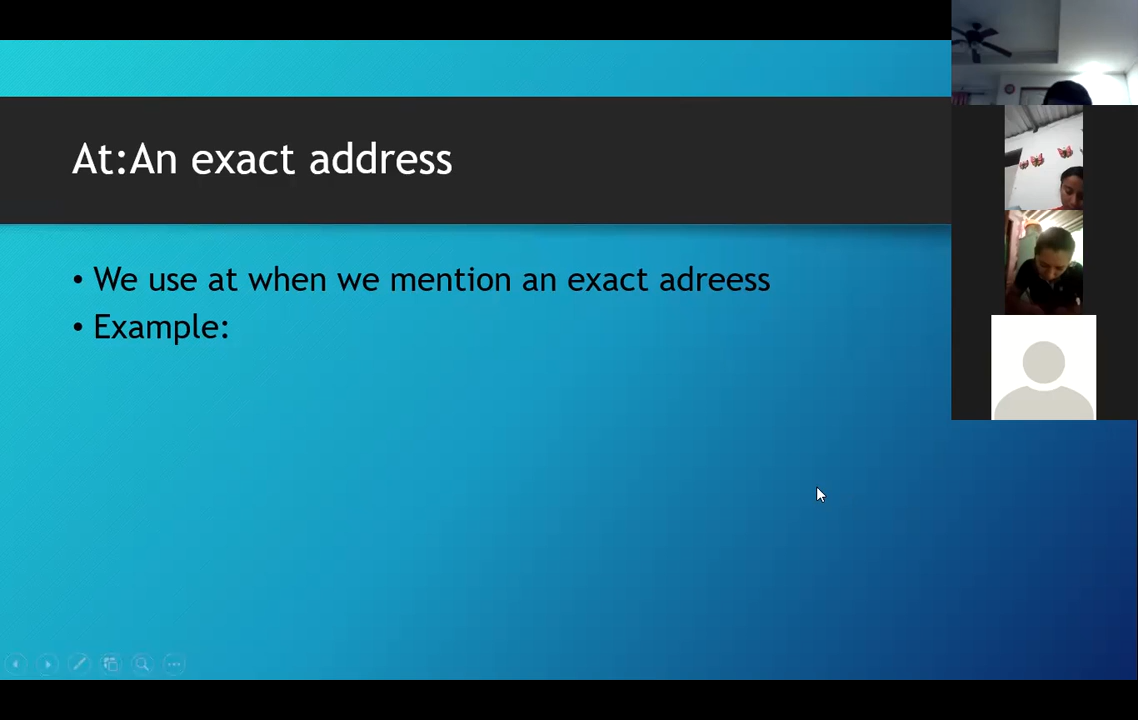 At:An exact address
• We use at when we mention an exact adreess
• Example: